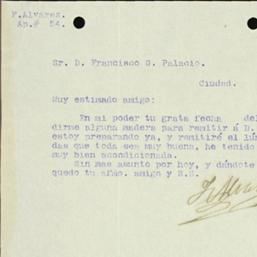 F.Alvarez.
Ap.# 54.
Sr. D. Francisco G. Palacio.
Ciudad.
Muy estimado amigo:
En mi poder tu grata fecha del
dirme alguna madera para remitir á D.
estoy preparando ya, y remitiré el lún
das que toda sea muy buena, he tenido
muy bien acondicionada.
Sin mas asunto por hoy, y dándote
quedo tu afmo. amigo y S.S.